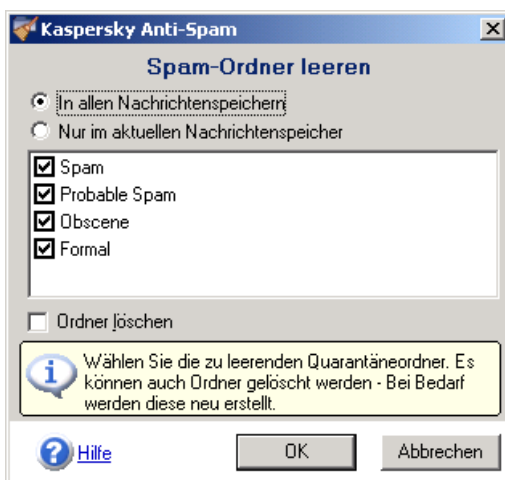 Kaspersky Anti-Spam
Spam-Ordner leeren
In allen Nachrichtenspeichern
Nur im aktuellen Nachrichtenspeicher
Spam
Probable Spam
Obscene
Formal
Ordner löschen
Wählen Sie die zu leerenden Quarantäneordner. Es
können auch Ordner gelöscht werden - Bei Bedarf
werden diese neu erstellt.
Hilfe
OK
Abbrechen